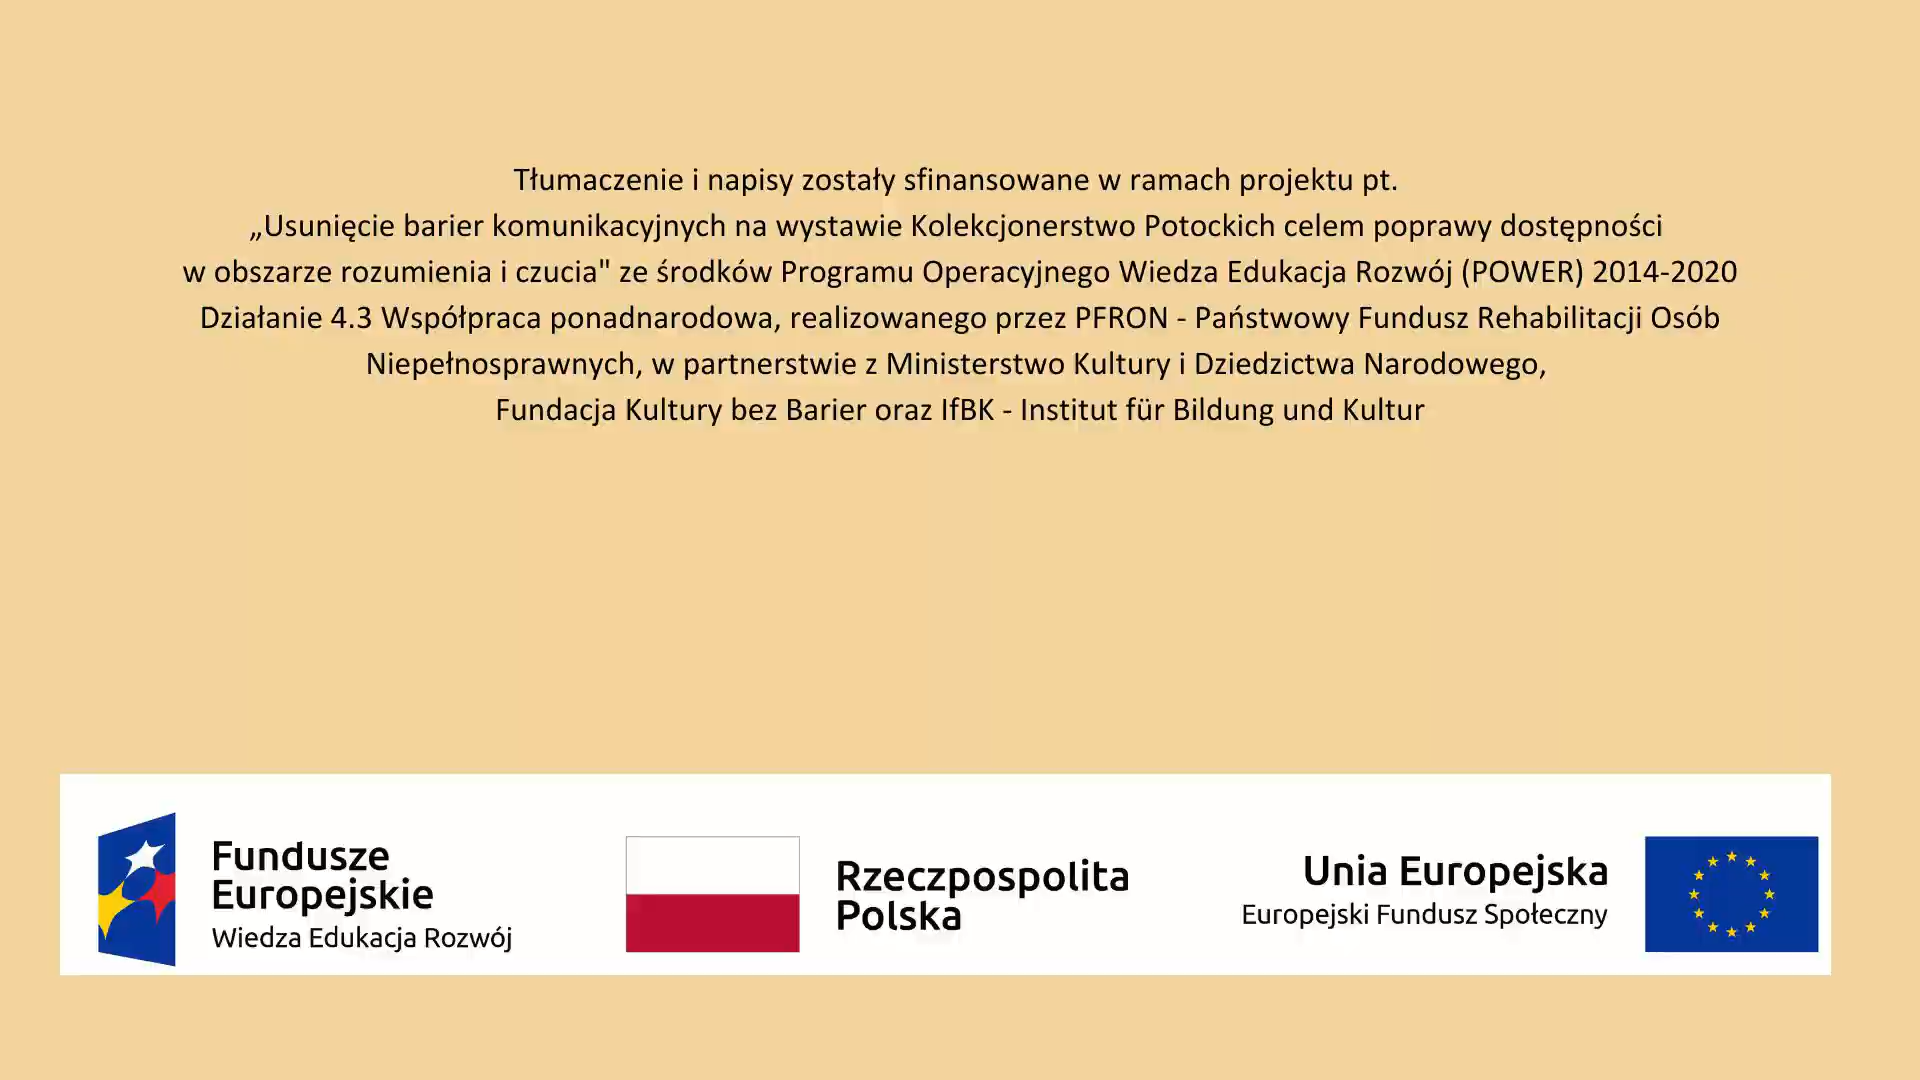 Tłumaczenie i napisy zostały sfinansowane w ramach projektu pt.
„Usunięcie barier komunikacyjnych na wystawie Kolekcjonerstwo Potockich celem poprawy dostępności
w obszarze rozumienia i czucia" ze środków Programu Operacyjnego Wiedza Edukacja Rozwój (POWER) 2014-2020
Działanie 4.3 Współpraca ponadnarodowa, realizowanego przez PFRON - Państwowy Fundusz Rehabilitacji Osób
Niepełnosprawnych, w partnerstwie z Ministerstwo Kultury i Dziedzictwa Narodowego,
Fundacja Kultury bez Barier oraz IfBK - Institut für Bildung und Kultur
Fundusze
Europejskie
Wiedza Edukacja Rozwój
Rzeczpospolita
Polska
Unia Europejska
Europejski Fundusz Społeczny